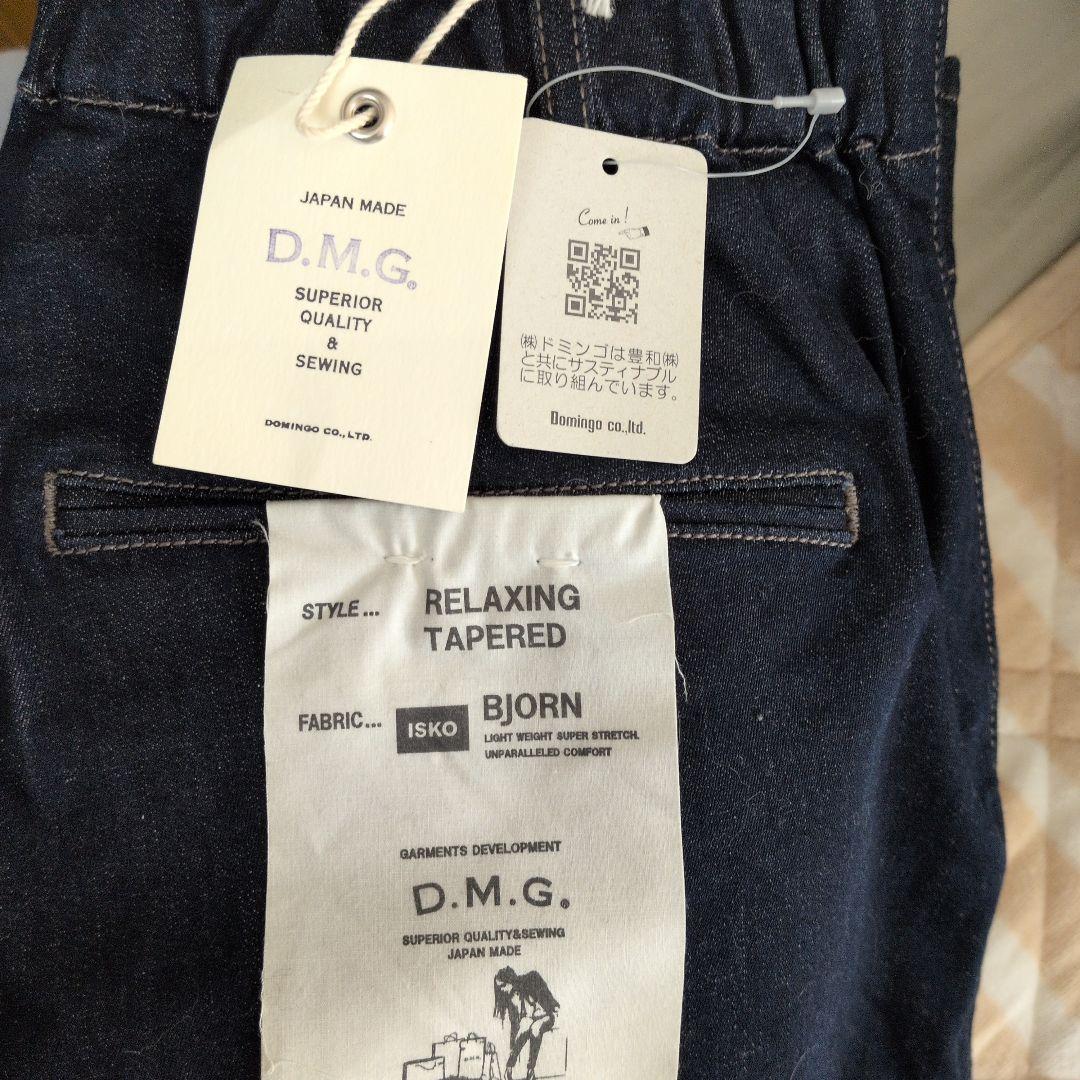 JAPAN MADE
D.M.G.®
SUPERIOR
QUALITY
&
SEWING
DOMINGO CO., LTD.
Come in!
㈱ドミンゴは豊和㈱
と共にサスティナブル
に取り組んでいます。
Domingo co.,ltd.
STYLE... RELAXING
TAPERED
FABRIC... ISKO BJORN
LIGHT WEIGHT SUPER STRETCH.
UNPARALLELED COMFORT
GARMENTS DEVELOPMENT
D.M.G.
SUPERIOR QUALITY&SEWING
JAPAN MADE
D.M.G.